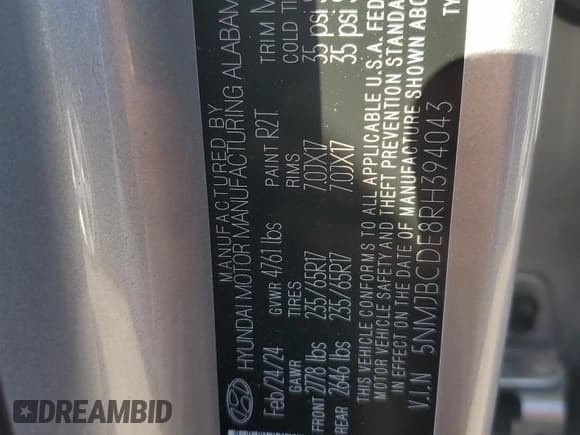 MANUFACTURED BY
HYUNDAI MOTOR MANUFACTURING ALABAM
Feb/24/24 GVWR 4761 lbs PAINT R2T TRIM
GAWR TIRES RIMS COLD
FRONT 2778 lbs 235/65R17 7.0JX17 35 psi
REAR 2646 lbs 235/65R17 7.0JX17 35 psi
THIS VEHICLE CONFORMS TO ALL APPLICABLE U.S.A. FED
MOTOR VEHICLE SAFETY AND THEFT PREVENTION STANDA
IN EFFECT ON THE DATE OF MANUFACTURE SHOWN ABO
V.I.N 5NMJBCDE8RH394043 TY
DREAMBID